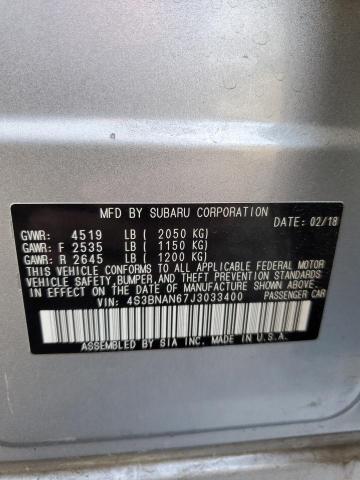 MFD BY SUBARU CORPORATION
DATE: 02/18
GVWR: 4519 LB ( 2050 KG)
GAWR: F 2535 LB ( 1150 KG)
GAWR: R 2645 LB ( 1200 KG)
THIS VEHICLE CONFORMS TO ALL APPLICABLE FEDERAL MOTOR
VEHICLE SAFETY, BUMPER, AND THEFT PREVENTION STANDARDS
IN EFFECT ON THE DATE OF MANUFACTURE SHOWN ABOVE.
VIN: 4S3BNAN67J3033400 PASSENGER CAR
ASSEMBLED BY SIA INC. MADE IN U.S.A.